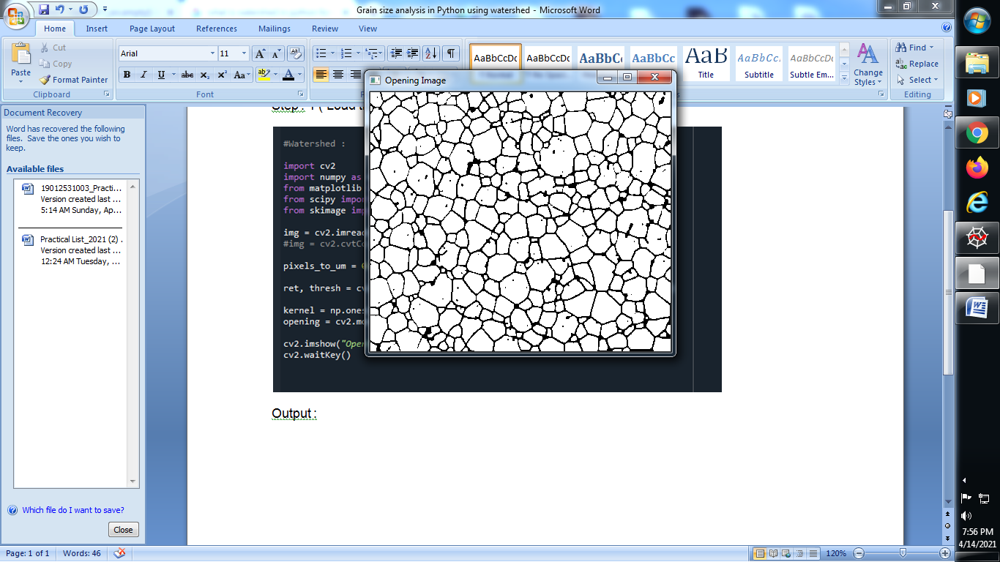 Grain size analysis in Python using watershed - Microsoft Word
Home Insert Page Layout References Mailings Review View
Paste
Cut
Copy
Format Painter
Clipboard
Arial 11
B I U abc X₂ X² Aa
Font
AaBbCcDc AaBbCcDc AaBbC AaBbCc AaB AaBbCc. AaBbCcDc
Title Subtitle Subtle Em...
Change
Styles
Find
Replace
Select
Editing
Document Recovery
Word has recovered the following
files. Save the ones you wish to
keep.
Available files
19012531003_Practi...
Version created last ...
5:14 AM Sunday, Ap...
Practical List_2021 (2) .
Version created last ...
12:24 AM Tuesday, ...
Which file do I want to save?
Close
Opening Image
#Watershed :
import cv2
import numpy as
from matplotlib
from scipy impor
from skimage imp
img = cv2.imread
#img = cv2.cvtCo
pixels_to_um = 0
ret, thresh = cv
kernel = np.ones
opening = cv2.mo
cv2.imshow("Open
cv2.waitKey()
Output :
Page: 1 of 1 Words: 46
120%
7:56 PM
4/14/2021